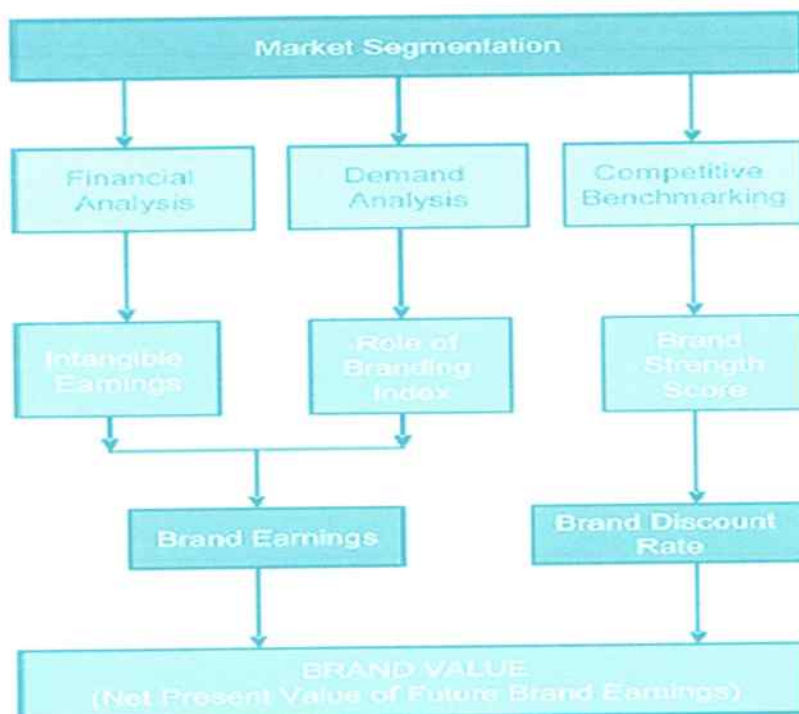 Market Segmentation
Financial
Analysis
Demand
Analysis
Competitive
Benchmarking
Intangible
Earnings
Role of
Branding
Index
Brand
Strength
Score
Brand Earnings
Brand Discount
Rate
BRAND VALUE
(Net Present Value of Future Brand Earnings)